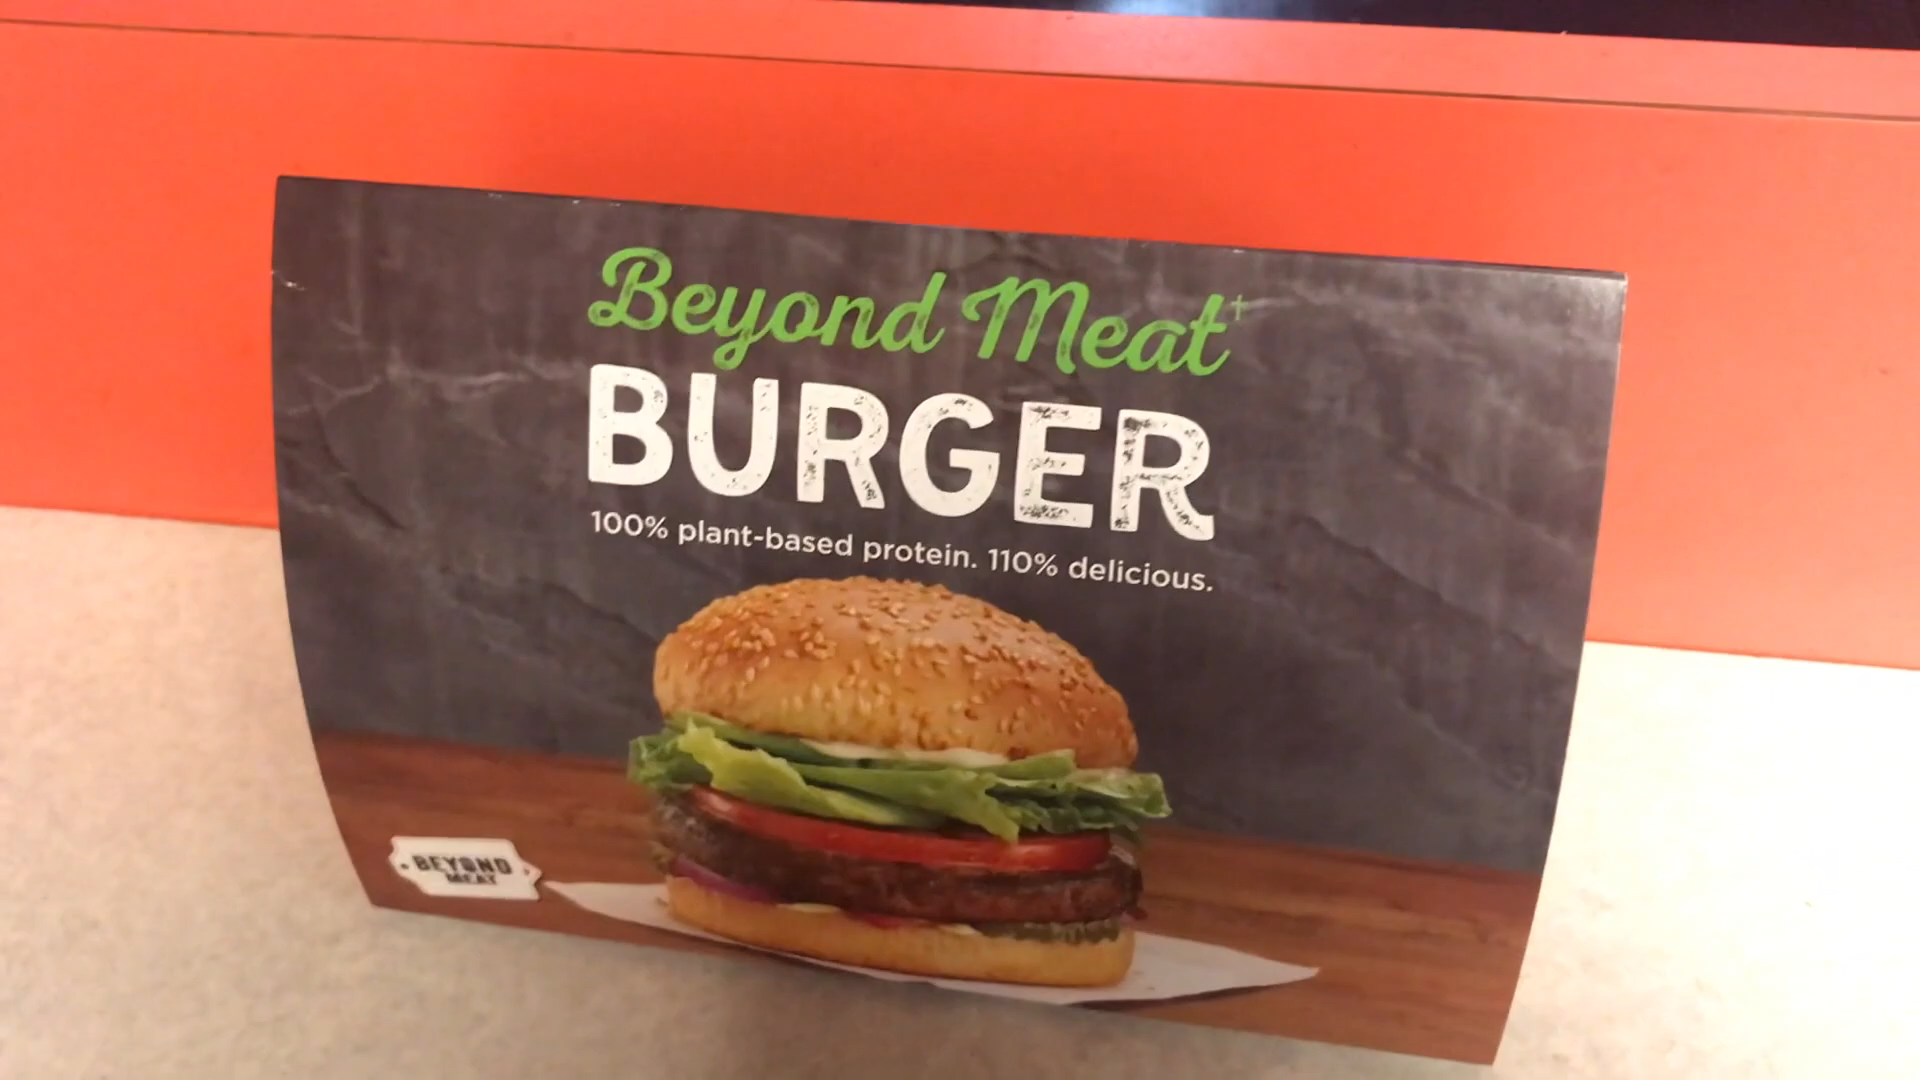 Beyond Meat†
BURGER
100% plant-based protein. 110% delicious.
BEYOND
MEAT